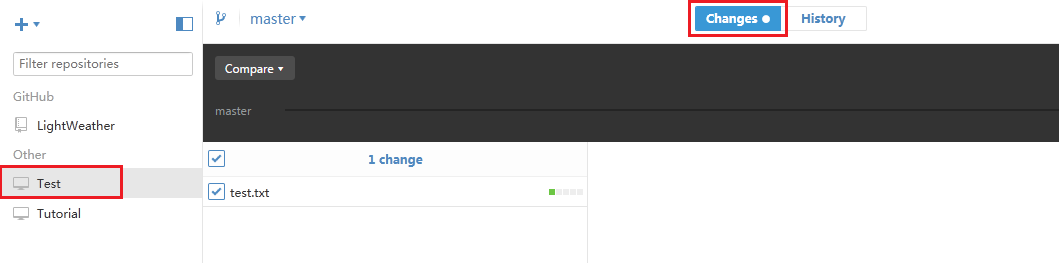 master
Changes
History
Filter repositories
Compare
GitHub
master
LightWeather
Other
1 change
Test
test.txt
Tutorial